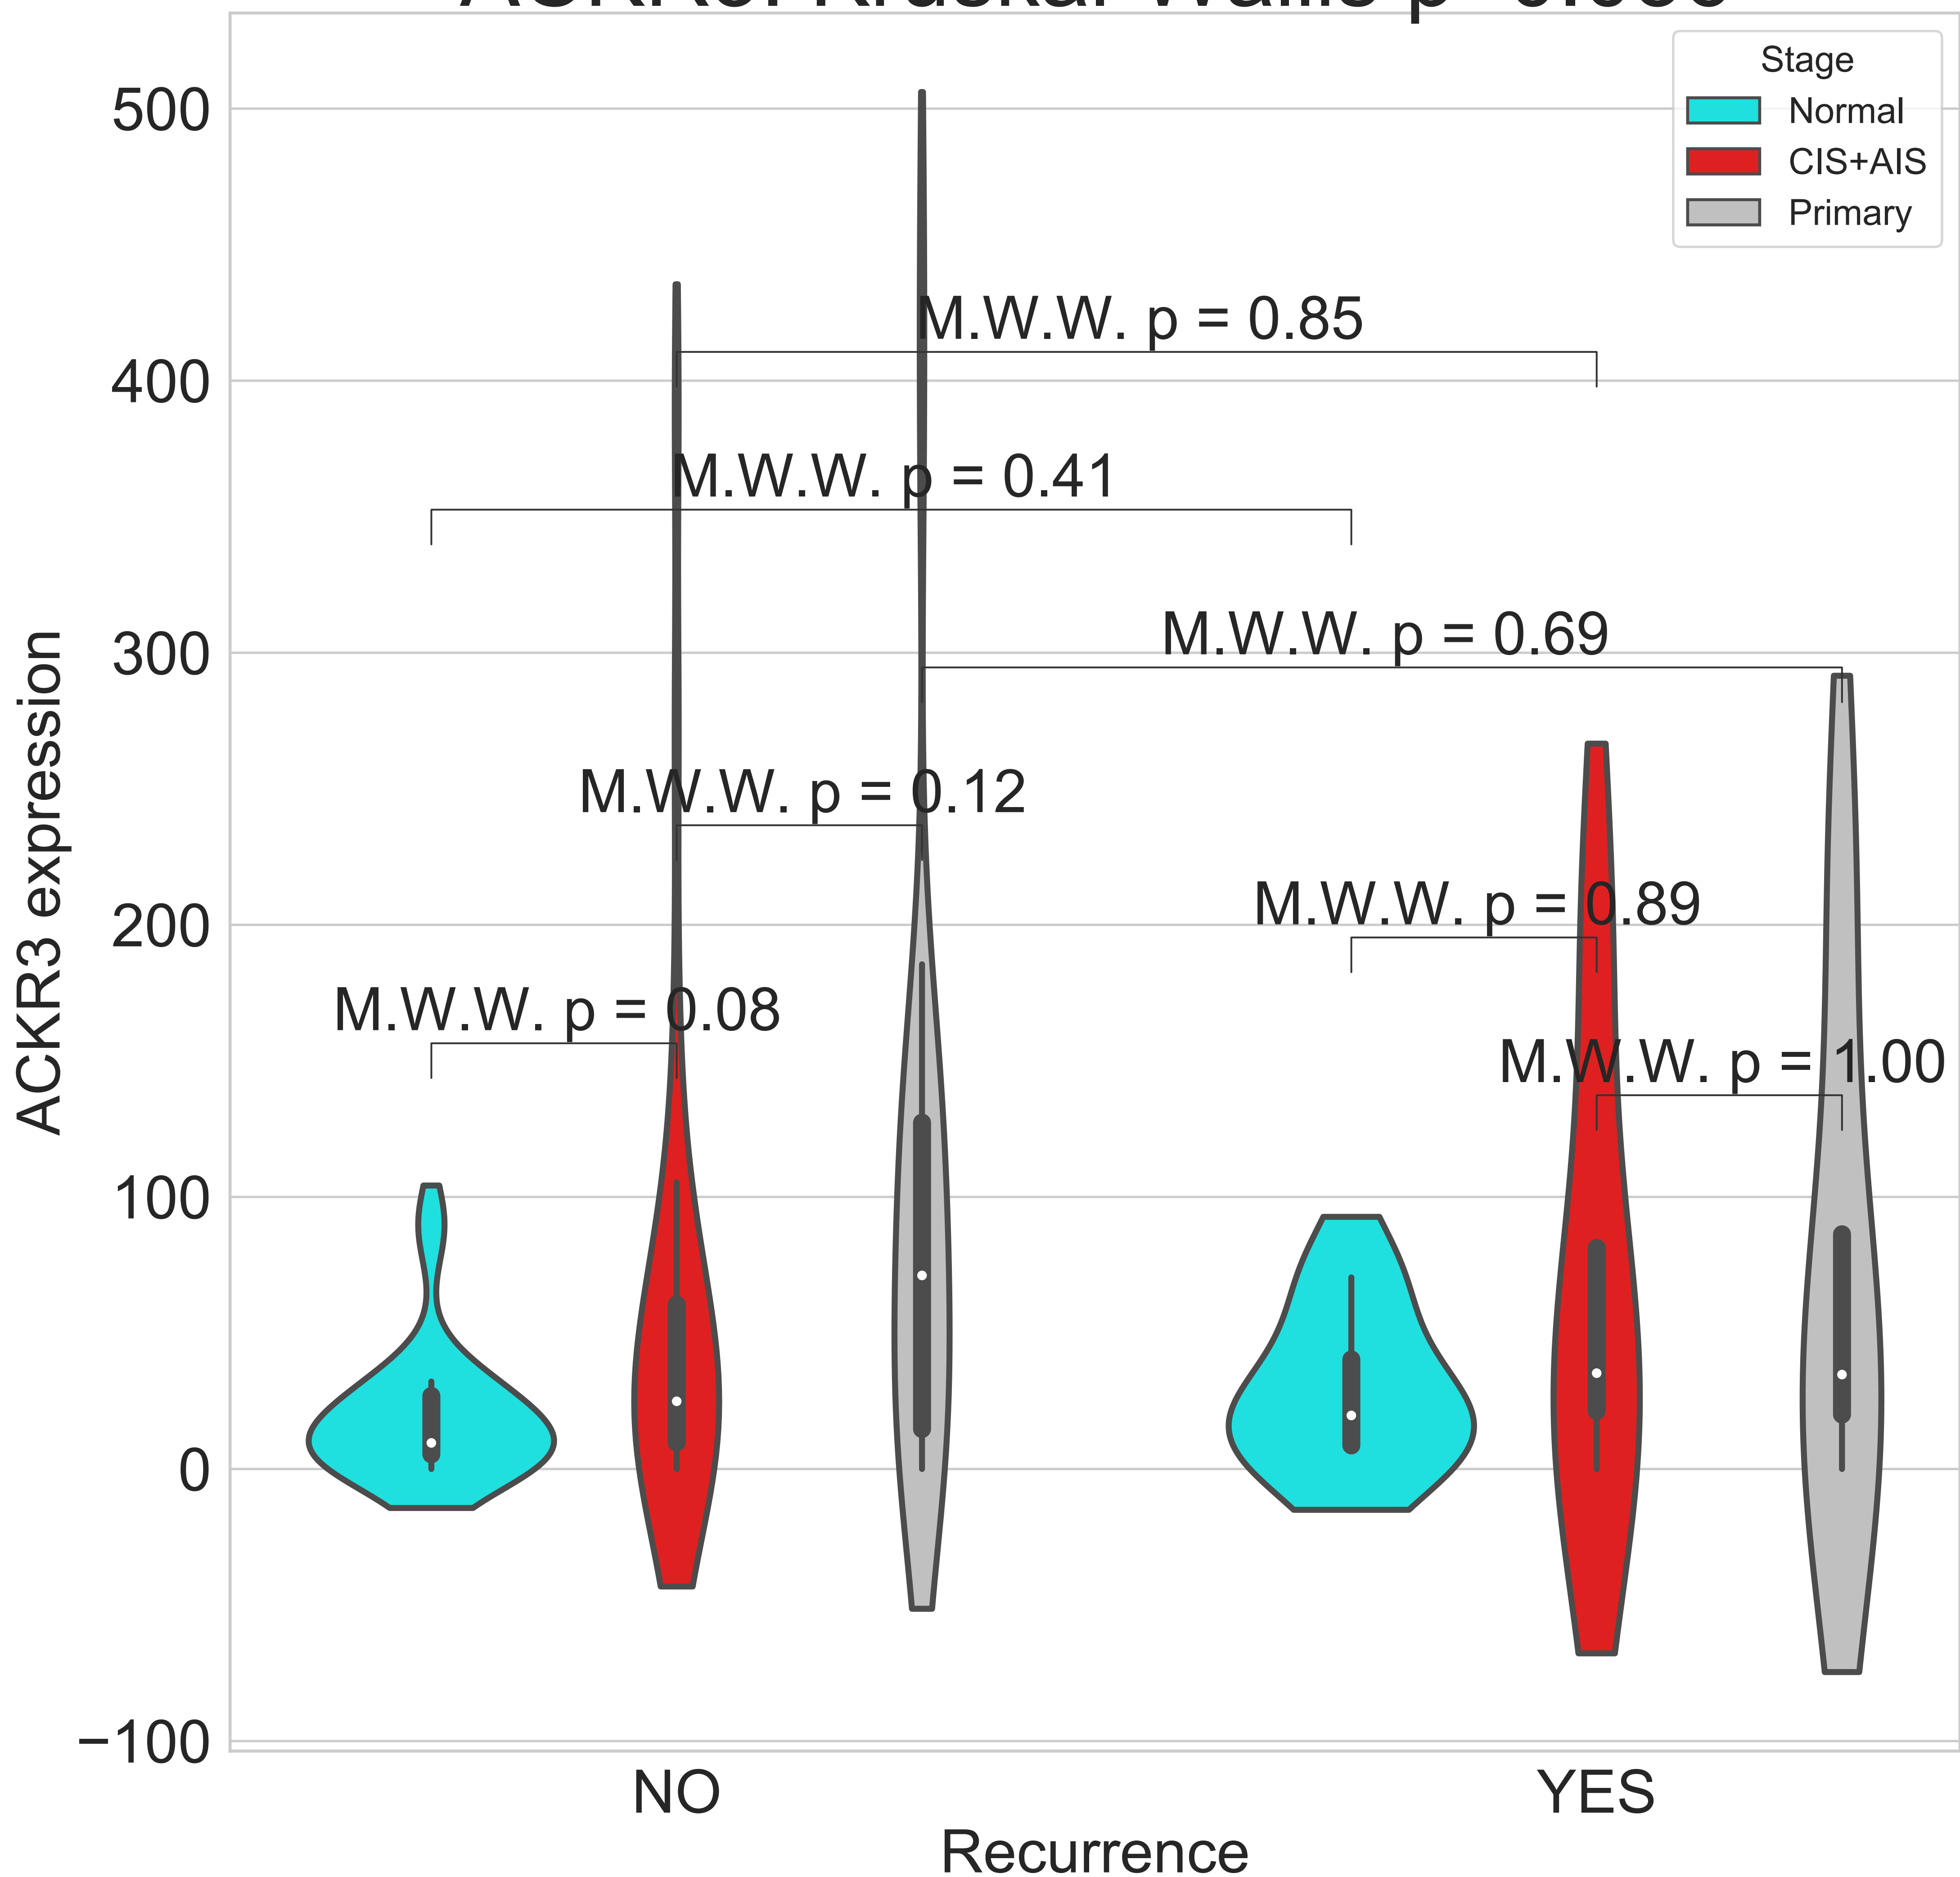 500
400
300
200
100
0
−100
ACKR3 expression
Stage
Normal
CIS+AIS
Primary
M.W.W. p = 0.85
M.W.W. p = 0.41
M.W.W. p = 0.69
M.W.W. p = 0.12
M.W.W. p = 0.89
M.W.W. p = 0.08
M.W.W. p = 1.00
NO
YES
Recurrence